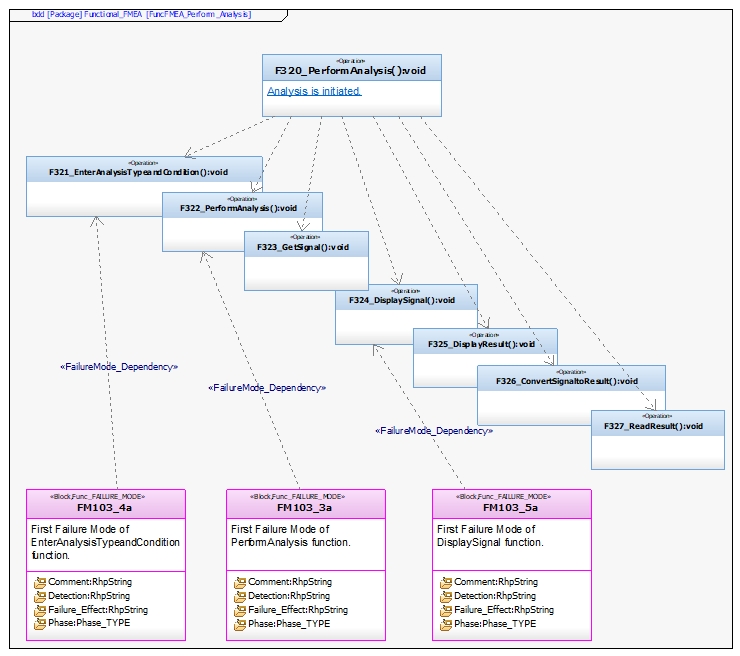 bdd [Package] Functional_FMEA [FuncFMEA_Perform_Analysis]
«Operation»
F320_PerformAnalysis():void
Analysis is initiated.
«Operation»
F321_EnterAnalysisTypeandCondition():void
«Operation»
F322_PerformAnalysis():void
«Operation»
F323_GetSignal():void
«Operation»
F324_DisplaySignal():void
«Operation»
F325_DisplayResult():void
«Operation»
F326_ConvertSignaltoResult():void
«Operation»
F327_ReadResult():void
«FailureMode_Dependency»
«FailureMode_Dependency»
«FailureMode_Dependency»
«Block,Func_FAILURE_MODE»
FM103_4a
First Failure Mode of
EnterAnalysisTypeandCondition
function.
Comment:RhpString
Detection:RhpString
Failure_Effect:RhpString
Phase:Phase_TYPE
«Block,Func_FAILURE_MODE»
FM103_3a
First Failure Mode of
PerformAnalysis function.
Comment:RhpString
Detection:RhpString
Failure_Effect:RhpString
Phase:Phase_TYPE
«Block,Func_FAILURE_MODE»
FM103_5a
First Failure Mode of
DisplaySignal function.
Comment:RhpString
Detection:RhpString
Failure_Effect:RhpString
Phase:Phase_TYPE